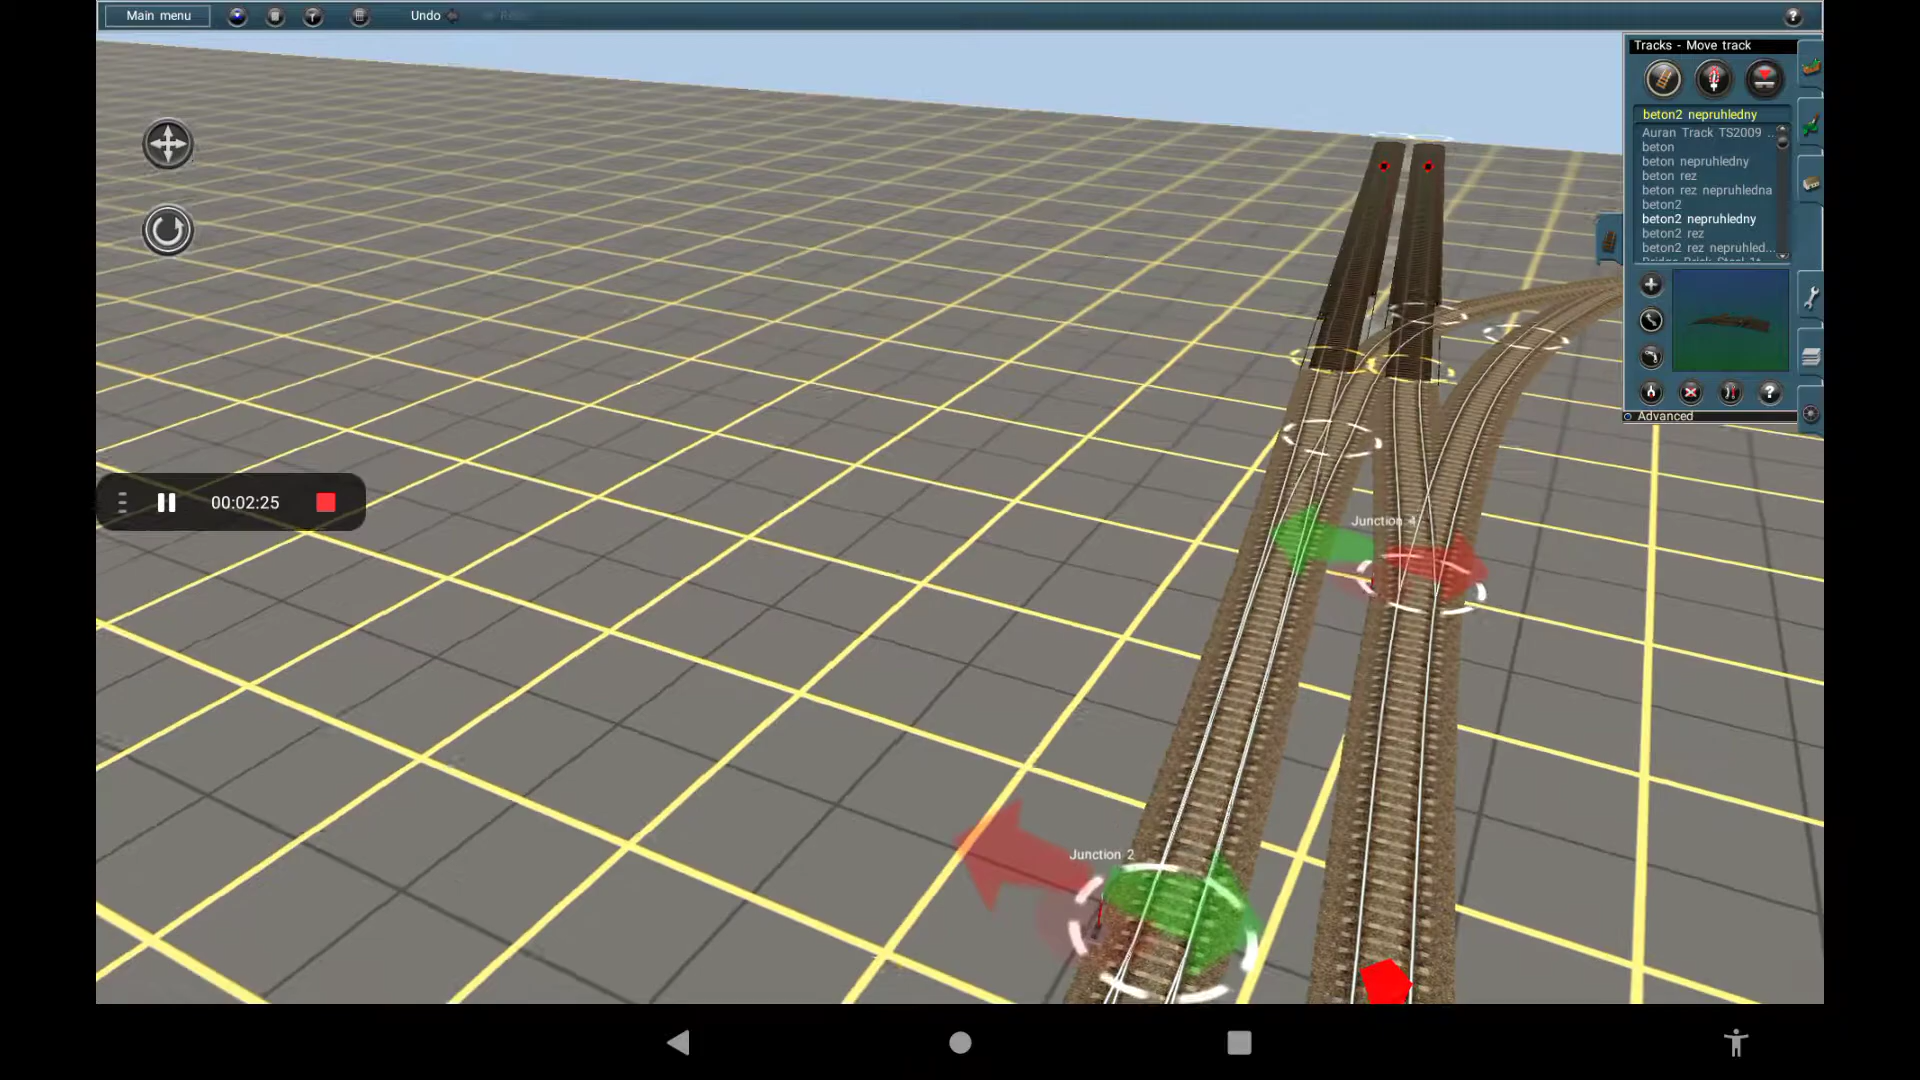 Main menu
Undo
Tracks - Move track
beton2 nepruhledny
Auran Track TS2009 ...
beton
beton nepruhledny
beton rez
beton rez nepruhledna
beton2
beton2 nepruhledny
beton2 rez
beton2 rez nepruhled...
Advanced
00:02:25
Junction 4
Junction 2